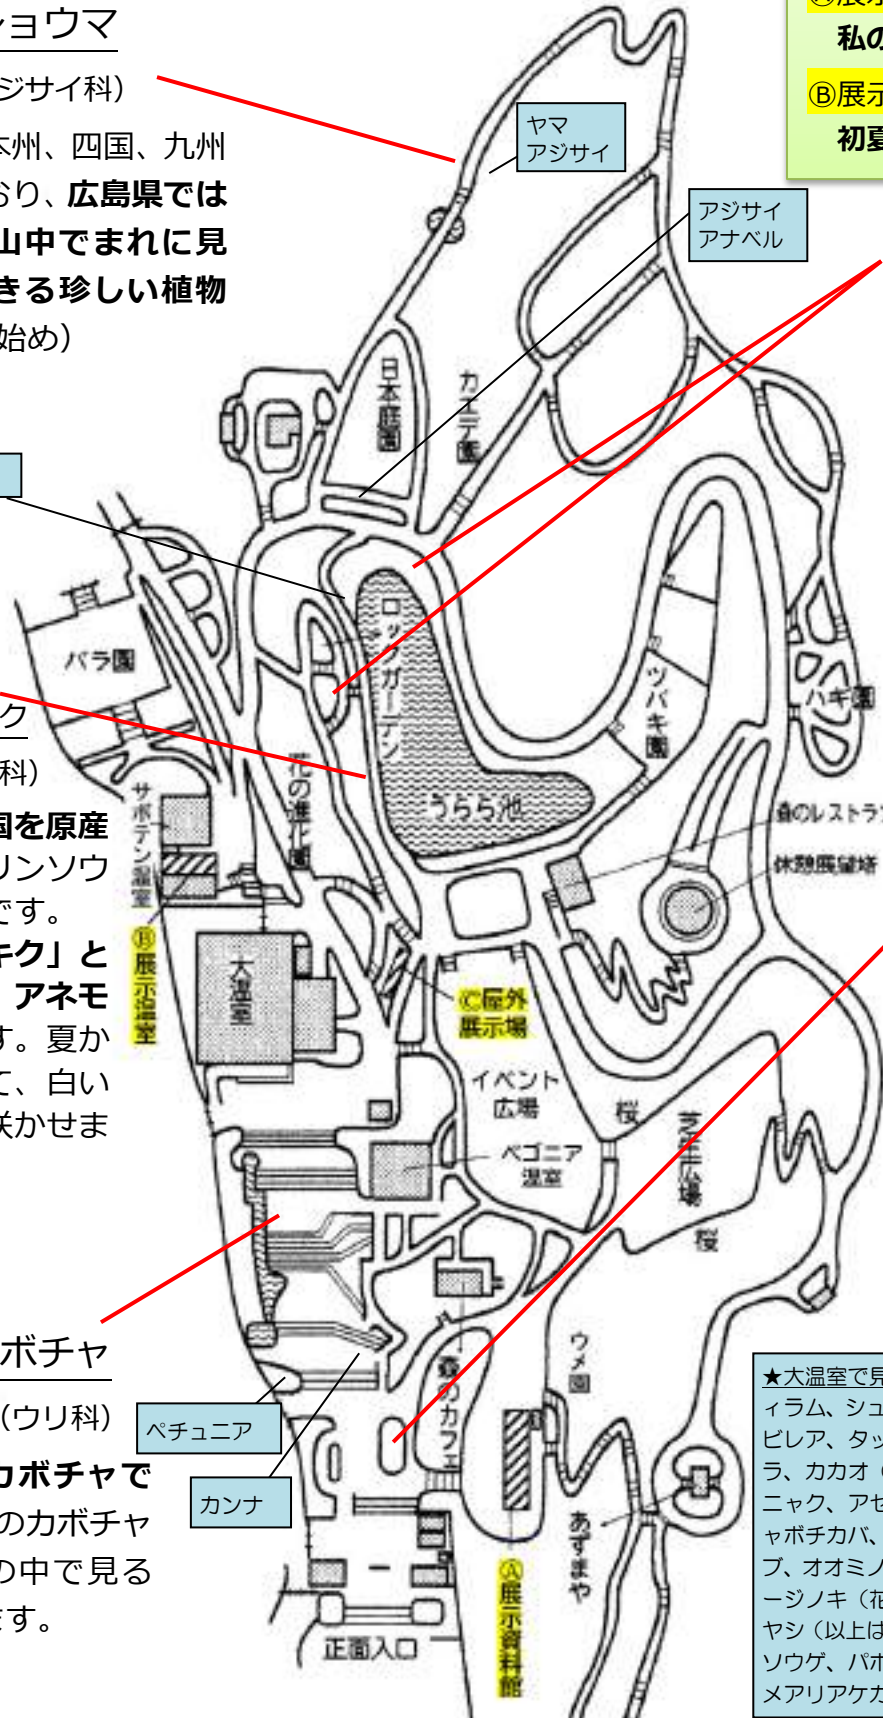 ショウマ
ジサイ科）
本州、四国、九州
おり、広島県では
山中でまれに見
きる珍しい植物
始め）
Ⓐ展示
私の
Ⓑ展示
初夏
ヤマ
アジサイ
アジサイ
アナベル
日本庭園
カエデ園
バラ園
ロックガーデン
ツバキ園
ハキ園
うらら池
花の進化園
サボテン温室
Ⓑ展示温室
大温室
Ⓒ屋外
展示場
森のレストラン
休憩展望塔
ク
科）
国を原産
リンソウ
です。
キク」と
アネモ
す。夏か
て、白い
咲かせま
イベント
広場
桜
芝生広場
桜
ベゴニア
温室
ボチャ
（ウリ科）
カボチャで
のカボチャ
の中で見る
ます。
ペチュニア
カンナ
森のカフェ
ウメ園
あずまや
Ⓐ展示資料館
正面入口
★大温室で見
ィラム、シュ
ビレア、タッ
ラ、カカオ（
ニャク、アセ
ャボチカバ、
ブ、オオミノ
ージノキ（花
ヤシ（以上は
ソウゲ、パボ
メアリアケカ